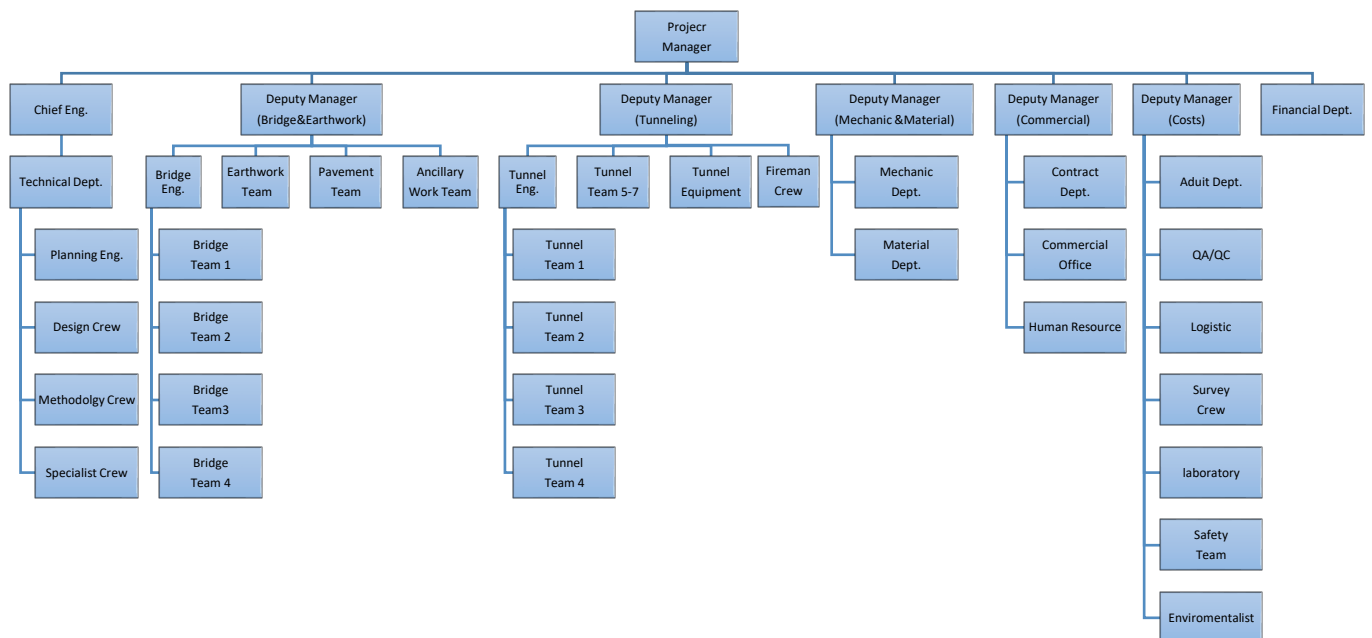 Projecr
Manager
Chief Eng.
Deputy Manager
(Bridge&Earthwork)
Deputy Manager
(Tunneling)
Deputy Manager
(Mechanic &Material)
Deputy Manager
(Commercial)
Deputy Manager
(Costs)
Financial Dept.
Technical Dept.
Bridge
Eng.
Earthwork
Team
Pavement
Team
Ancillary
Work Team
Tunnel
Eng.
Tunnel
Team 5-7
Tunnel
Equipment
Fireman
Crew
Mechanic
Dept.
Contract
Dept.
Aduit Dept.
Planning Eng.
Bridge
Team 1
Tunnel
Team 1
Material
Dept.
Commercial
Office
QA/QC
Design Crew
Bridge
Team 2
Tunnel
Team 2
Human Resource
Logistic
Methodolgy Crew
Bridge
Team3
Tunnel
Team 3
Survey
Crew
Specialist Crew
Bridge
Team 4
Tunnel
Team 4
laboratory
Safety
Team
Enviromentalist